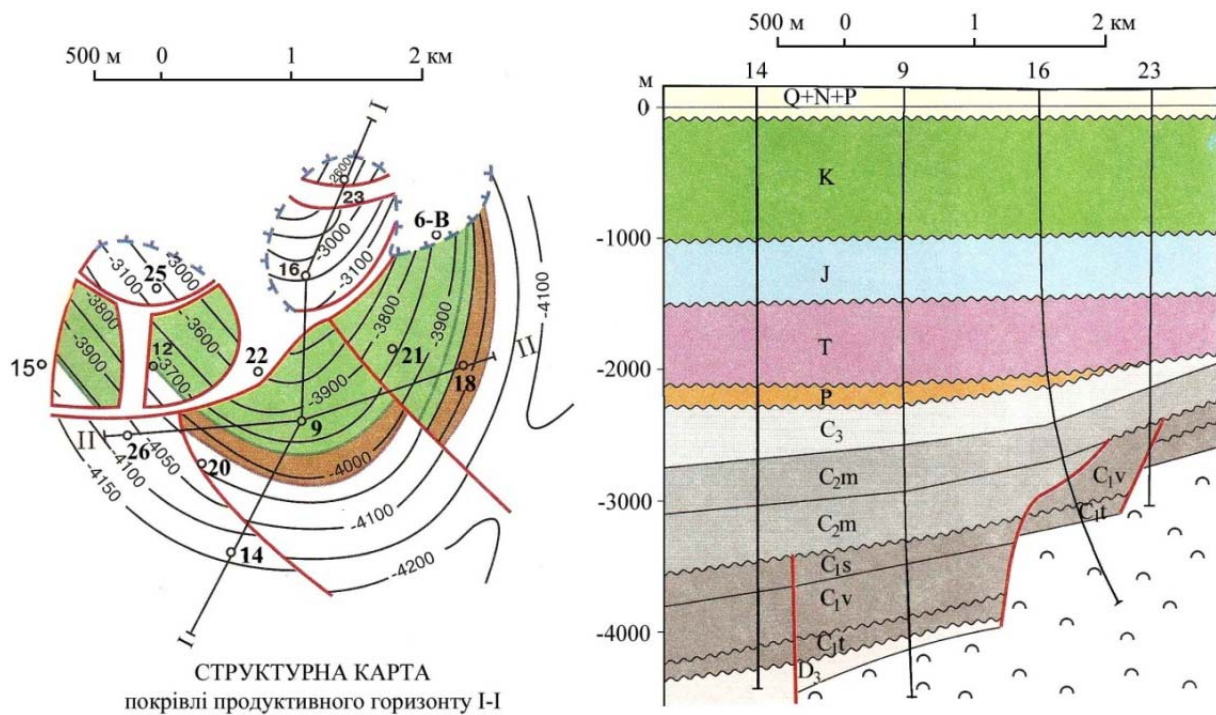 500 м 0 1 2 км
I
2600
23
-3000
6-В
16
-3100
-3000
-3100
25
-4100
-3800
-3600
-3800
-3900
12
-3900
22
21
II
15
-3700
18
-3900
9
II
26
-4050
20
-4000
-4100
-4150
-4100
14
-4200
I
СТРУКТУРНА КАРТА
покрівлі продуктивного горизонту I-I
500 м 0 1 2 км
14 9 16 23
м
Q+N+P
0
K
-1000
J
T
-2000
P
C₃
C₂m
C₁v
-3000
C₁t
C₂m
C₁s
C₁v
-4000
C₁t
D₃